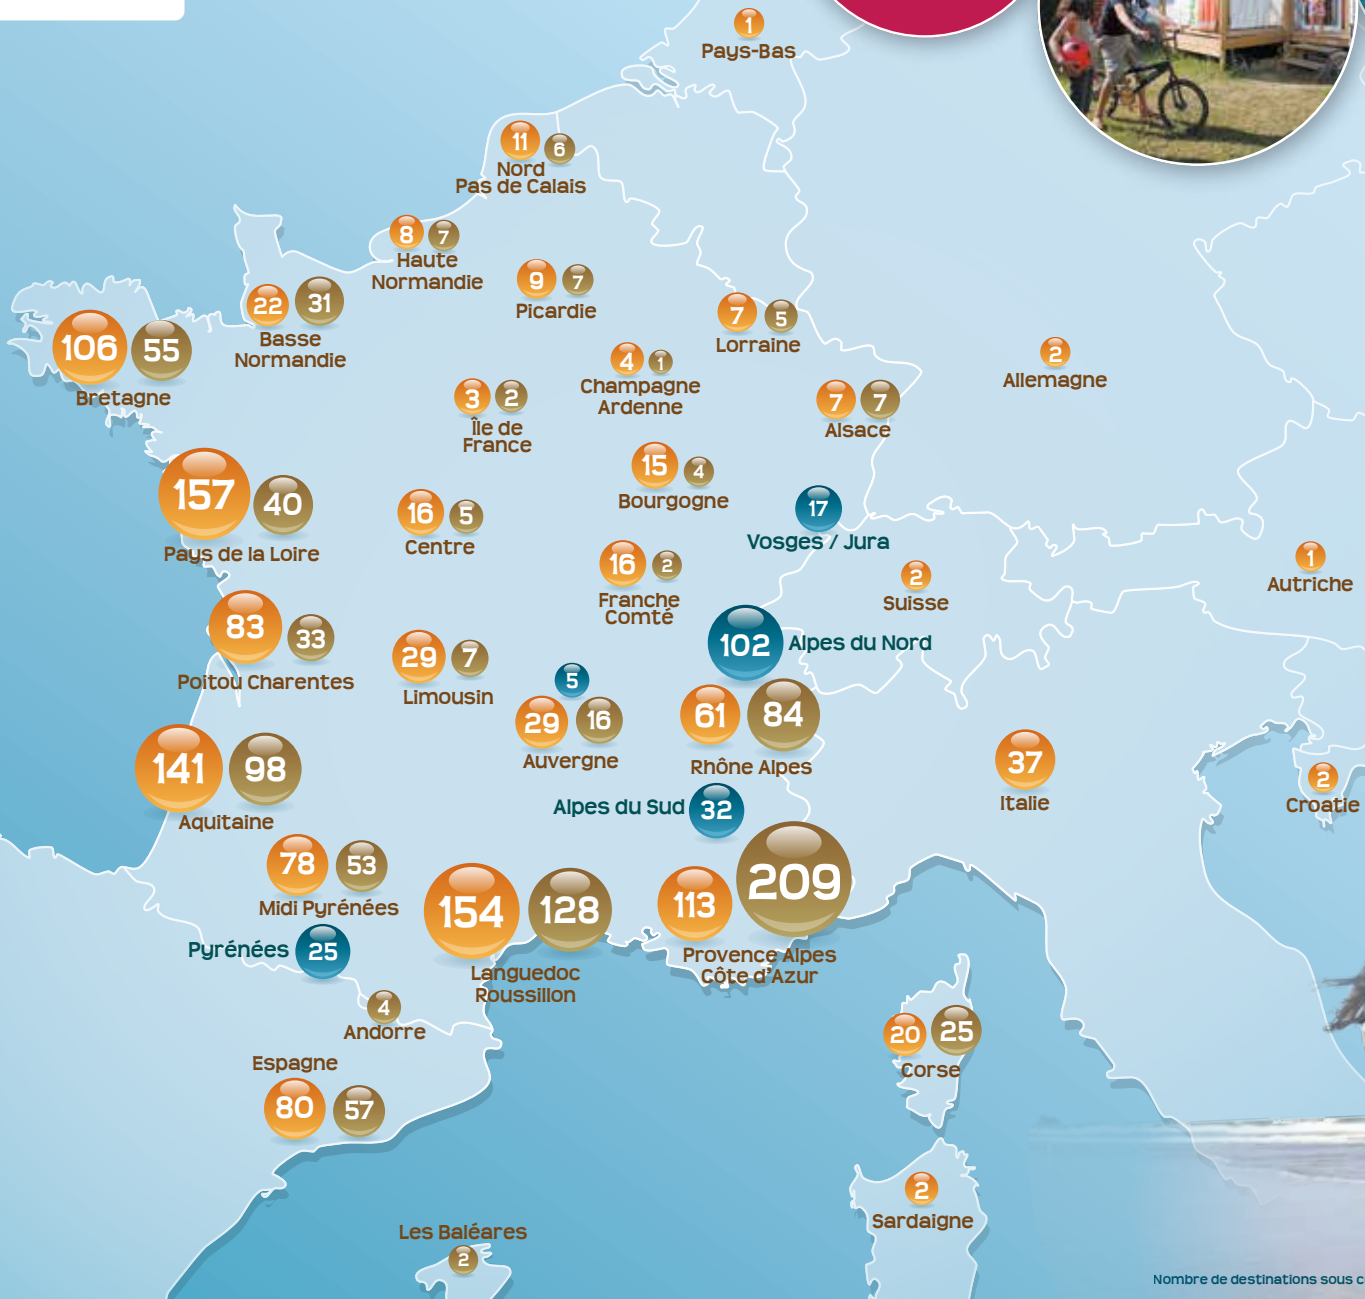 1
Pays-Bas
11 6
Nord
Pas de Calais
8 7
Haute
Normandie
9 7
Picardie
22 31
Basse
Normandie
7 5
Lorraine
106 55
Bretagne
4 1
Champagne
Ardenne
2
Allemagne
3 2
Île de
France
7 7
Alsace
15 4
Bourgogne
157 40
Pays de la Loire
16 5
Centre
17
Vosges / Jura
16 2
Franche
Comté
2
Suisse
1
Autriche
83 33
Poitou Charentes
29 7
Limousin
102 Alpes du Nord
5
29 16
Auvergne
61 84
Rhône Alpes
141 98
Aquitaine
37
Italie
2
Croatie
Alpes du Sud 32
78 53
Midi Pyrénées
154 128
Languedoc
Roussillon
113 209
Provence Alpes
Côte d'Azur
Pyrénées 25
4
Andorre
20 25
Corse
Espagne
80 57
2
Sardaigne
Les Baléares
2
Nombre de destinations sous c